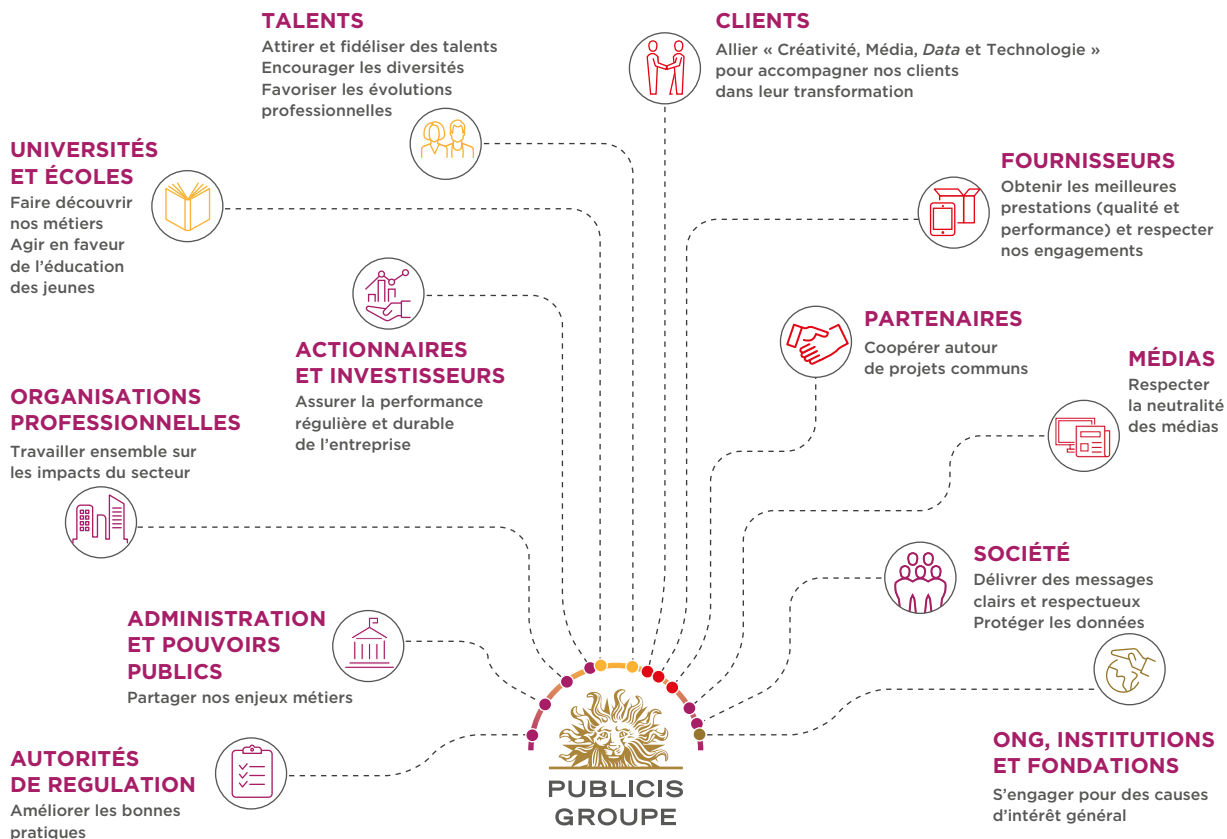 TALENTS
Attirer et fidéliser des talents
Encourager les diversités
Favoriser les évolutions
professionnelles
CLIENTS
Allier « Créativité, Média, Data et Technologie »
pour accompagner nos clients
dans leur transformation
UNIVERSITÉS
ET ÉCOLES
Faire découvrir
nos métiers
Agir en faveur
de l'éducation
des jeunes
FOURNISSEURS
Obtenir les meilleures
prestations (qualité et
performance) et respecter
nos engagements
ACTIONNAIRES
ET INVESTISSEURS
Assurer la performance
régulière et durable
de l'entreprise
PARTENAIRES
Coopérer autour
de projets communs
MÉDIAS
Respecter
la neutralité
des médias
ORGANISATIONS
PROFESSIONNELLES
Travailler ensemble sur
les impacts du secteur
SOCIÉTÉ
Délivrer des messages
clairs et respectueux
Protéger les données
ADMINISTRATION
ET POUVOIRS
PUBLICS
Partager nos enjeux métiers
AUTORITÉS
DE REGULATION
Améliorer les bonnes
pratiques
PUBLICIS
GROUPE
ONG, INSTITUTIONS
ET FONDATIONS
S'engager pour des causes
d'intérêt général